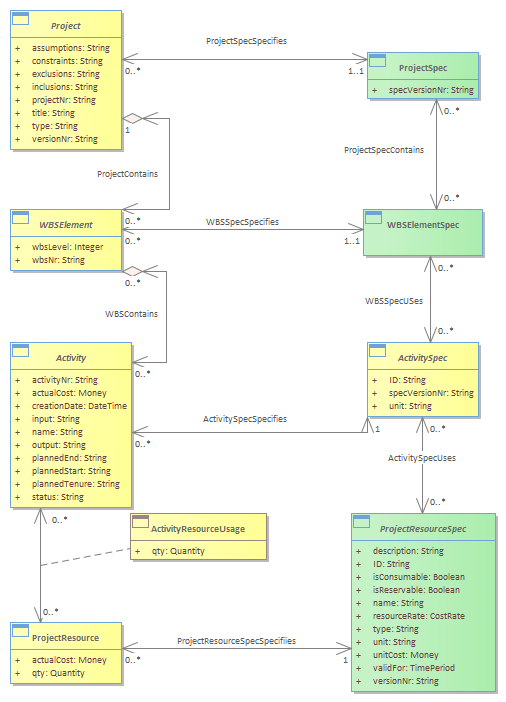 Project
+ assumptions: String
+ constraints: String
+ exclusions: String
+ inclusions: String
+ projectNr: String
+ title: String
+ type: String
+ versionNr: String
ProjectSpecSpecifies
0..*
1..1
ProjectSpec
+ specVersionNr: String
1
0..*
ProjectSpecContains
ProjectContains
0..*
0..*
WBSElement
+ wbsLevel: Integer
+ wbsNr: String
WBSSpecSpecifies
0..*
1..1
WBSElementSpec
0..*
0..*
WBSContains
WBSSpecUSes
0..*
0..*
Activity
+ activityNr: String
+ actualCost: Money
+ creationDate: DateTime
+ input: String
+ name: String
+ output: String
+ plannedEnd: String
+ plannedStart: String
+ plannedTenure: String
+ status: String
ActivitySpec
+ ID: String
+ specVersionNr: String
+ unit: String
ActivitySpecSpecifies
0..*
1
0..*
ActivitySpecUses
0..*
0..*
ActivityResourceUsage
+ qty: Quantity
ProjectResourceSpec
+ description: String
+ ID: String
+ isConsumable: Boolean
+ isReservable: Boolean
+ name: String
+ resourceRate: CostRate
+ type: String
+ unit: String
+ unitCost: Money
+ validFor: TimePeriod
+ versionNr: String
0..*
ProjectResource
+ actualCost: Money
+ qty: Quantity
ProjectResourceSpecSpecifiies
0..*
1